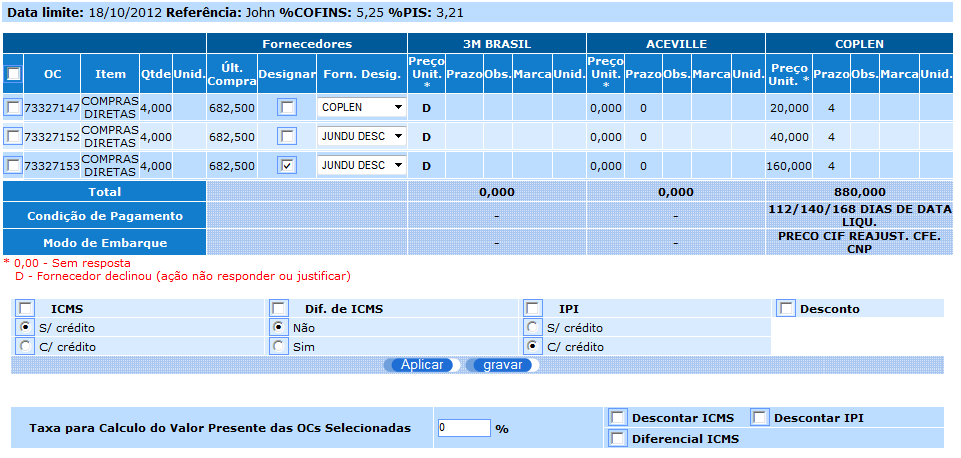 Data limite: 18/10/2012 Referência: John %COFINS: 5,25 %PIS: 3,21
Fornecedores 3M BRASIL ACEVILLE COPLEN
OC Item Qtde Unid. Últ. Compra Designar Forn. Desig. Preço Unit. * Prazo Obs. Marca Unid. Preço Unit. * Prazo Obs. Marca Unid. Preço Unit. * Prazo Obs. Marca Unid.
73327147 COMPRAS DIRETAS 4,000 682,500 COPLEN D 0,000 0 20,000 4
73327152 COMPRAS DIRETAS 4,000 682,500 JUNDU DESC D 0,000 0 40,000 4
73327153 COMPRAS DIRETAS 4,000 682,500 JUNDU DESC D 0,000 0 160,000 4
Total 0,000 0,000 880,000
Condição de Pagamento - - 112/140/168 DIAS DE DATA LIQU.
Modo de Embarque - - PRECO CIF REAJUST. CFE. CNP
* 0,00 - Sem resposta
D - Fornecedor declinou (ação não responder ou justificar)
ICMS Dif. de ICMS IPI Desconto
S/ crédito Não S/ crédito
C/ crédito Sim C/ crédito
Aplicar gravar
Taxa para Calculo do Valor Presente das OCs Selecionadas 0 % Descontar ICMS Descontar IPI
Diferencial ICMS